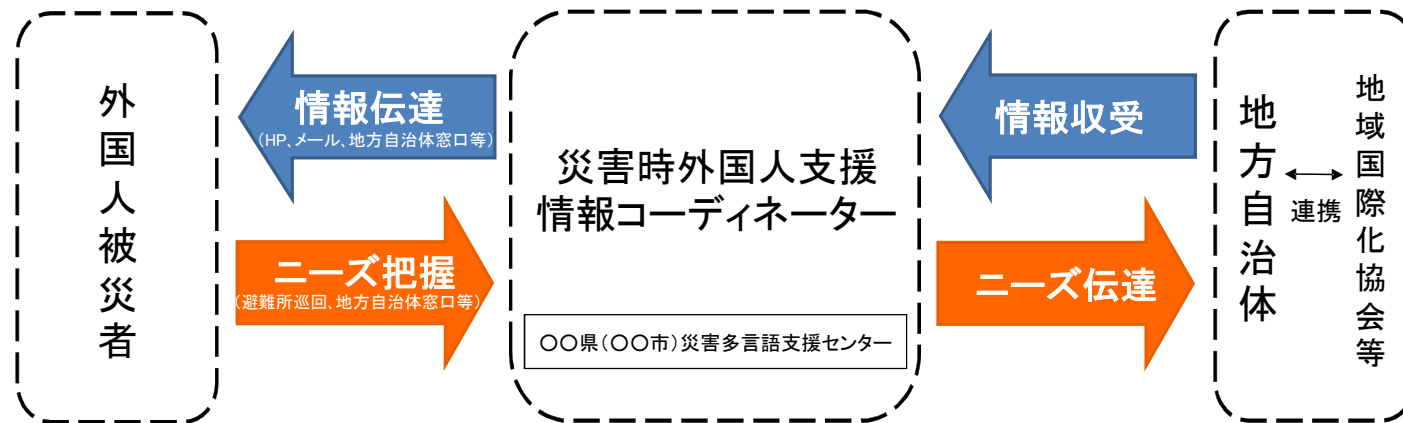 外国人被災者
情報伝達
（HP、メール、地方自治体窓口等）
ニーズ把握
（避難所巡回、地方自治体窓口等）
災害時外国人支援
情報コーディネーター
〇〇県（〇〇市）災害多言語支援センター
情報収受
ニーズ伝達
地方自治体
連携
地域国際化協会等